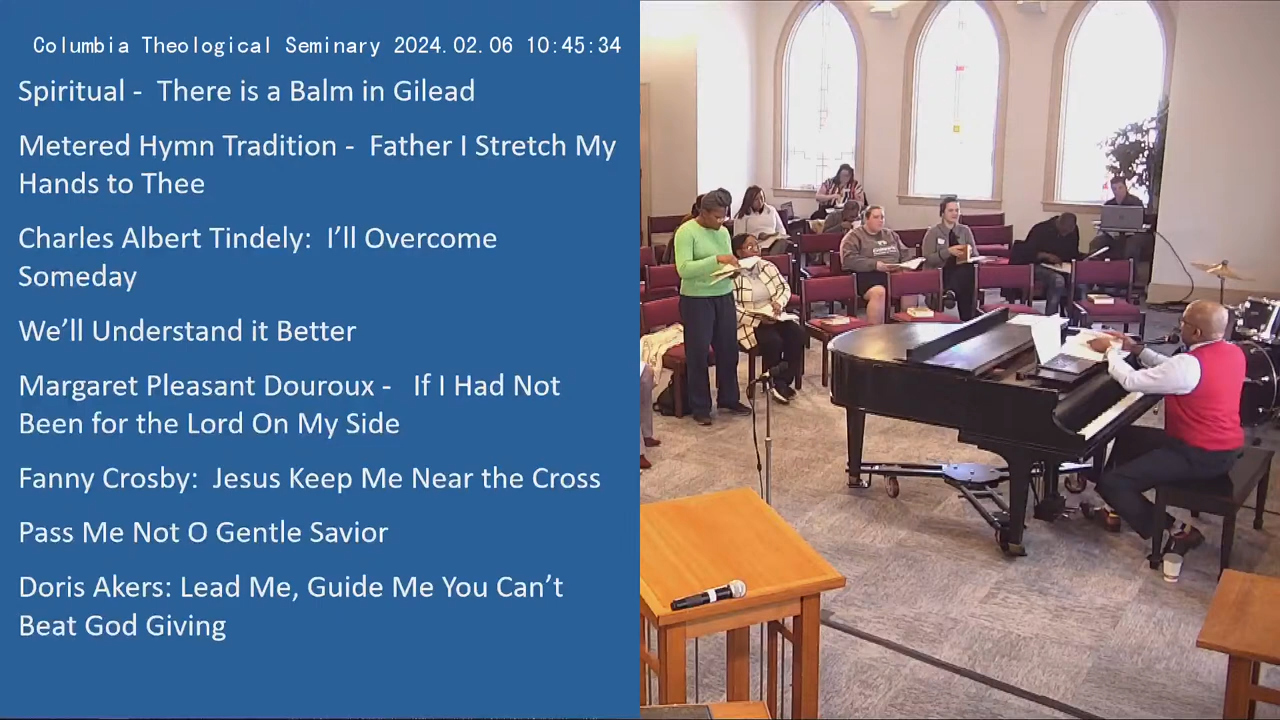 Columbia Theological Seminary 2024.02.06 10:45:34
Spiritual - There is a Balm in Gilead
Metered Hymn Tradition - Father I Stretch My
Hands to Thee
Charles Albert Tindely: I’ll Overcome
Someday
We’ll Understand it Better
Margaret Pleasant Douroux - If I Had Not
Been for the Lord On My Side
Fanny Crosby: Jesus Keep Me Near the Cross
Pass Me Not O Gentle Savior
Doris Akers: Lead Me, Guide Me You Can’t
Beat God Giving